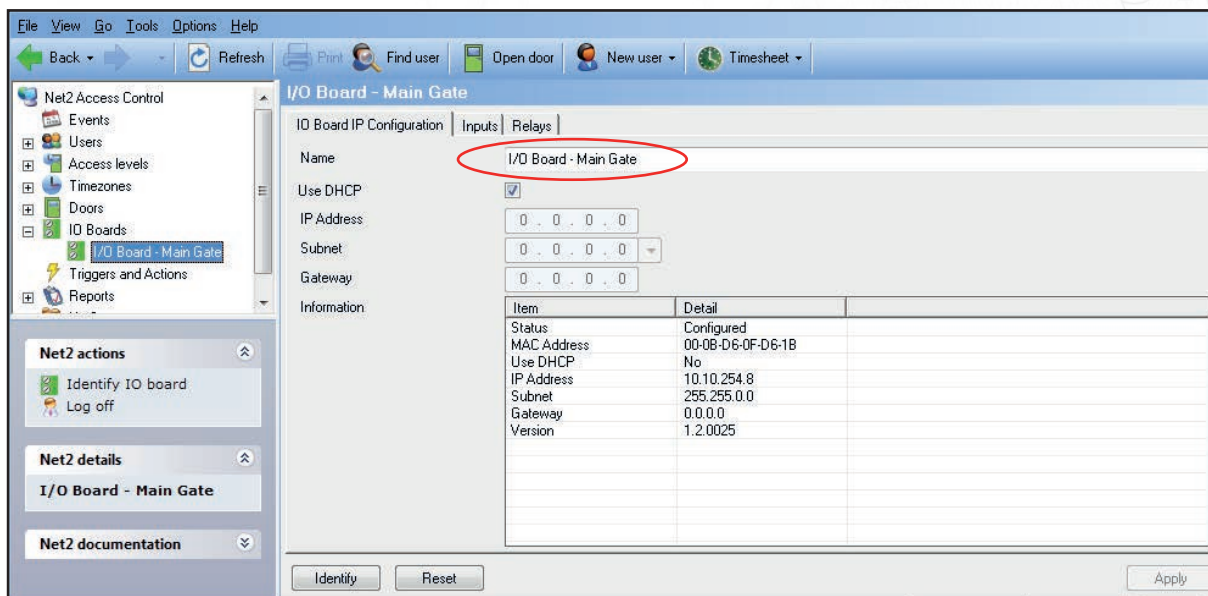 File View Go Tools Options Help
Back Refresh Print Find user Open door New user Timesheet
Net2 Access Control
Events
Users
Access levels
Timezones
Doors
IO Boards
I/O Board - Main Gate
Triggers and Actions
Reports
Net2 actions
Identify IO board
Log off
Net2 details
I/O Board - Main Gate
Net2 documentation
I/O Board - Main Gate
IO Board IP Configuration Inputs Relays
Name I/O Board - Main Gate
Use DHCP
IP Address 0 . 0 . 0 . 0
Subnet 0 . 0 . 0 . 0
Gateway 0 . 0 . 0 . 0
Information
Item Detail
Status Configured
MAC Address 00-0B-D6-0F-D6-1B
Use DHCP No
IP Address 10.10.254.8
Subnet 255.255.0.0
Gateway 0.0.0.0
Version 1.2.0025
Identify Reset Apply